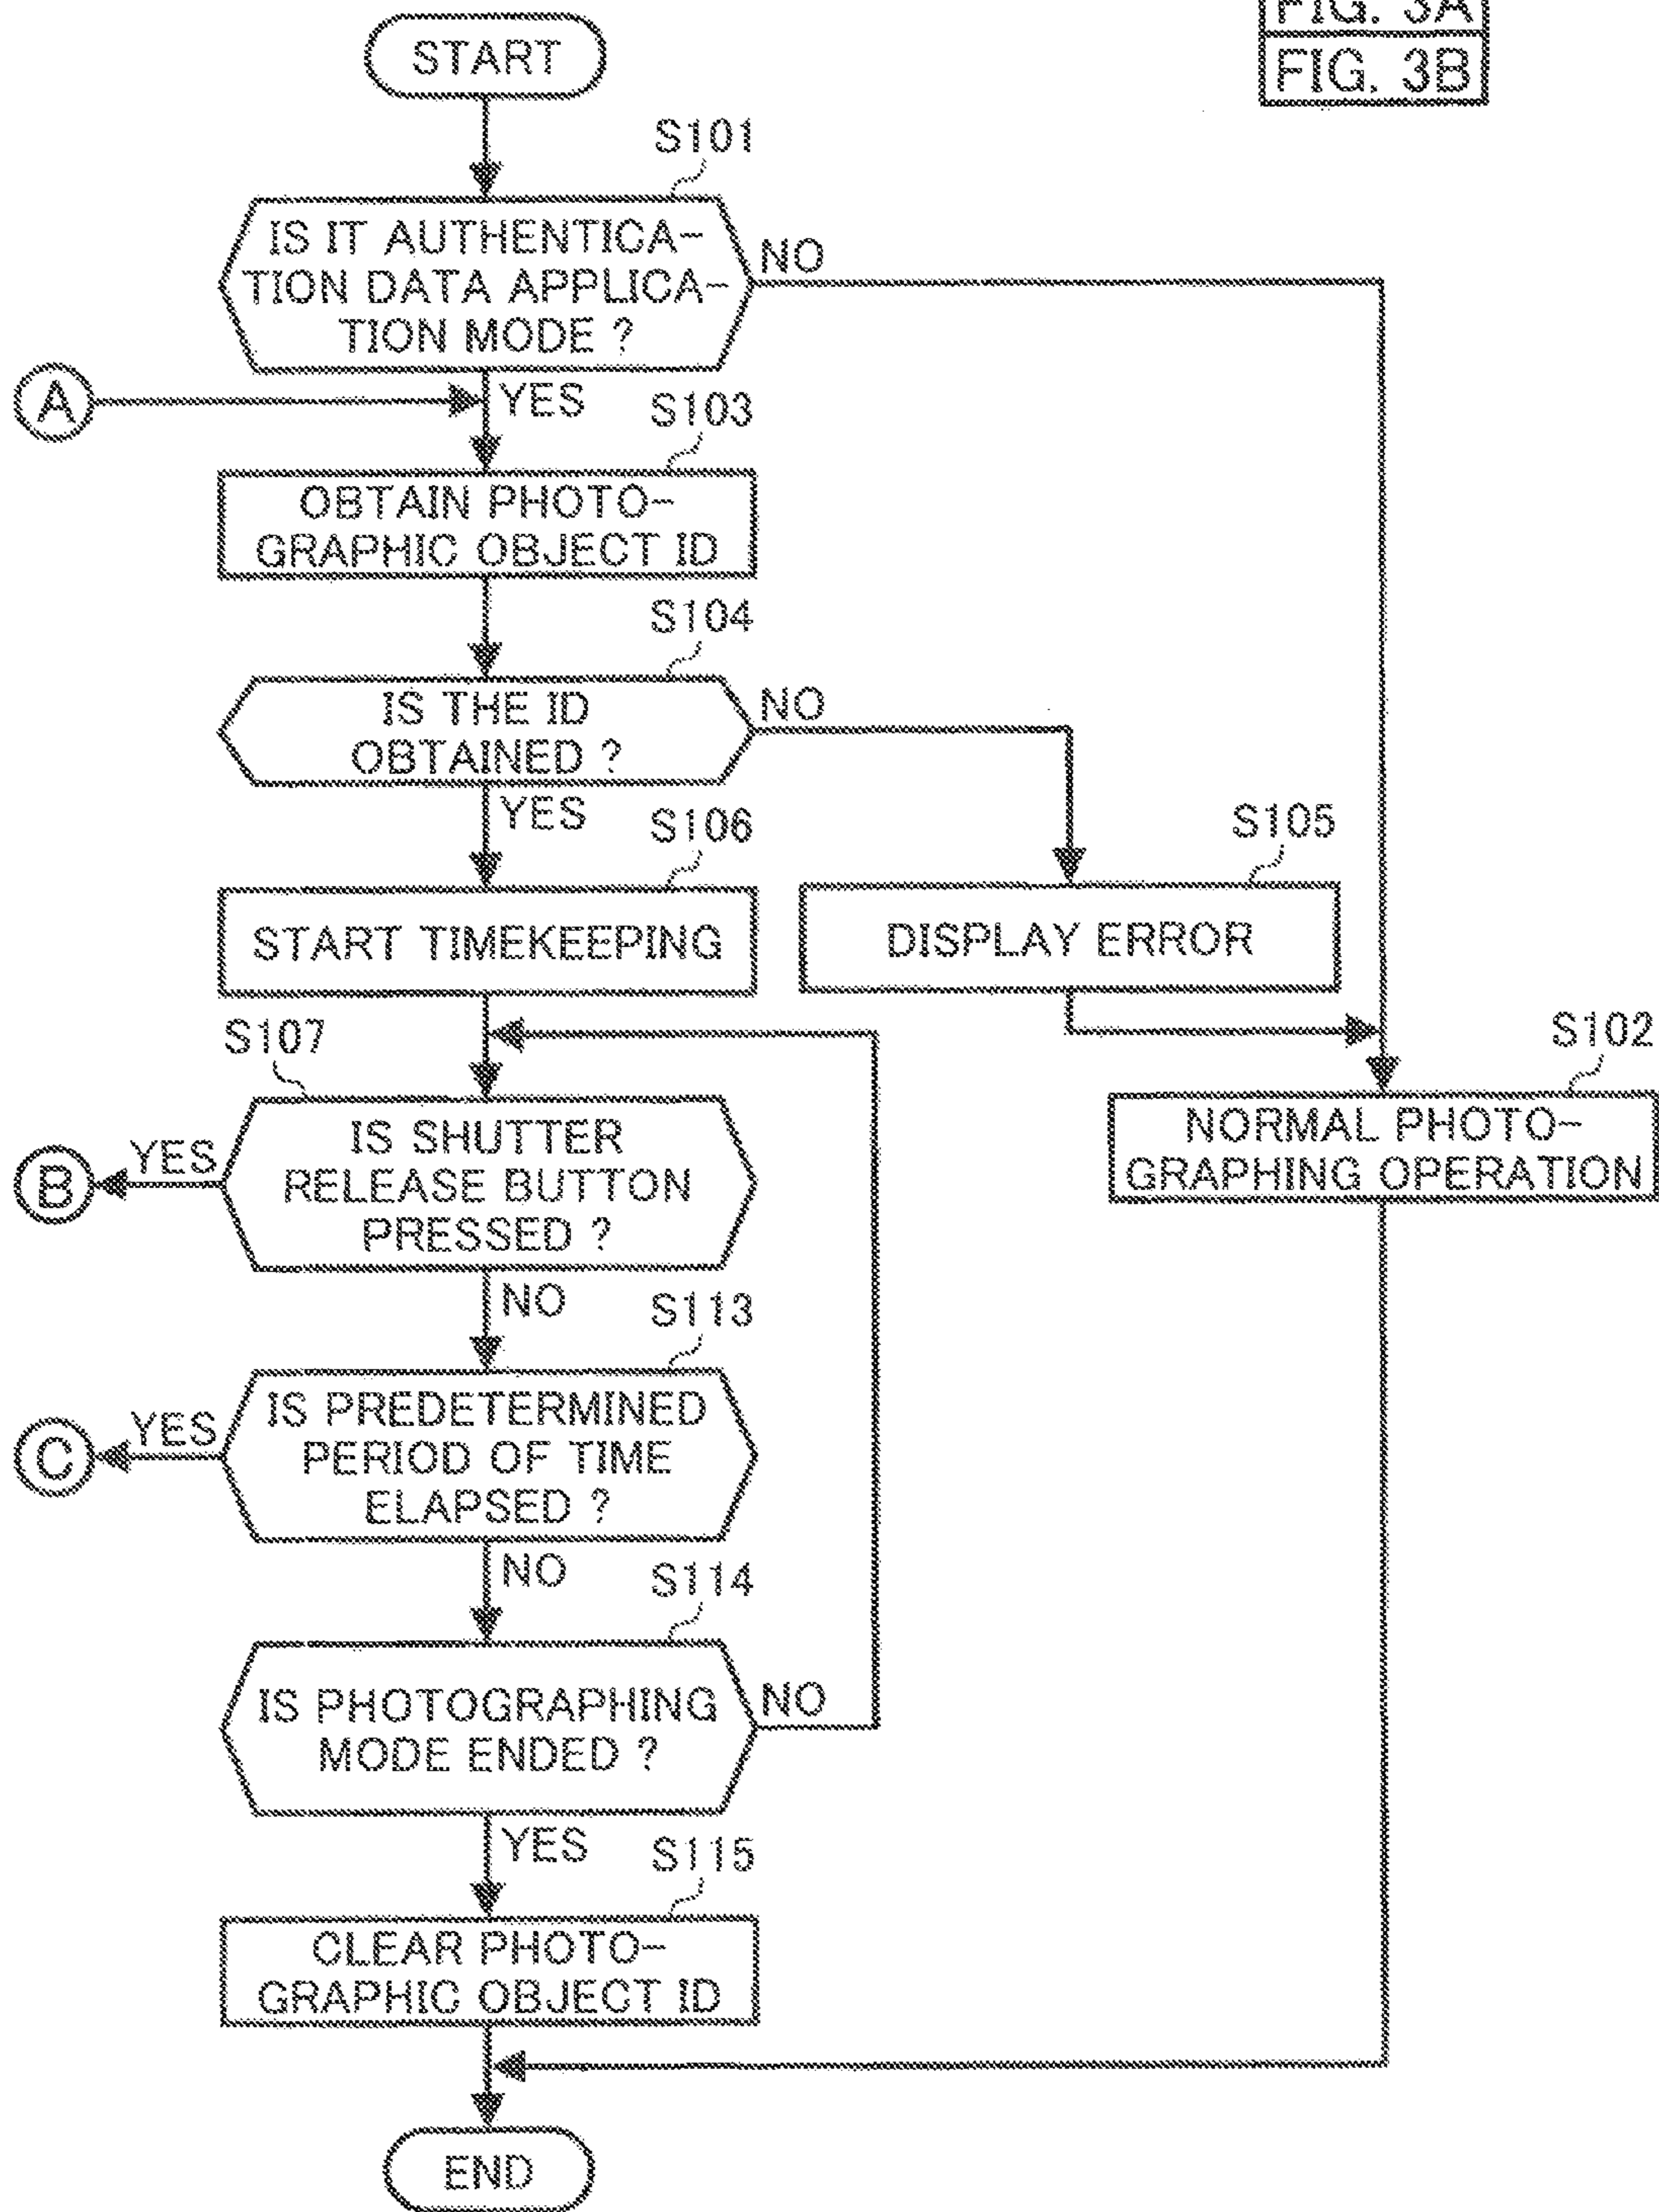 FIG. 3A
FIG. 3B
START
S101
IS IT AUTHENTICA-
TION DATA APPLICA-
TION MODE ?
NO
A
YES
S103
OBTAIN PHOTO-
GRAPHIC OBJECT ID
S104
IS THE ID
OBTAINED ?
NO
YES
S106
START TIMEKEEPING
S105
DISPLAY ERROR
S107
IS SHUTTER
RELEASE BUTTON
PRESSED ?
YES
B
S102
NORMAL PHOTO-
GRAPHING OPERATION
NO
S113
IS PREDETERMINED
PERIOD OF TIME
ELAPSED ?
YES
C
NO
S114
IS PHOTOGRAPHING
MODE ENDED ?
NO
YES
S115
CLEAR PHOTO-
GRAPHIC OBJECT ID
END